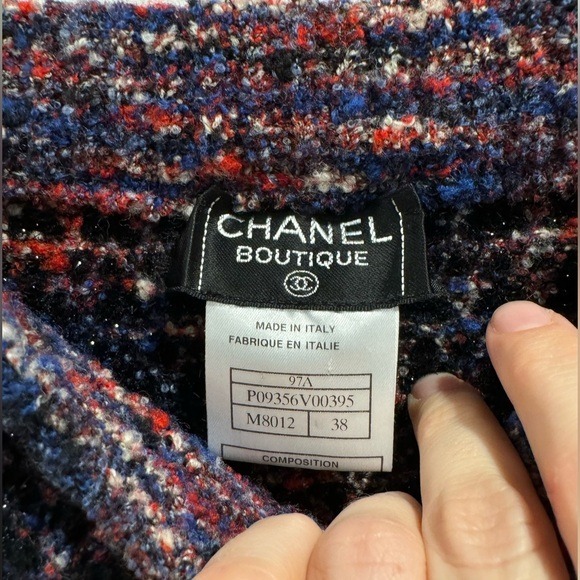 CHANEL
BOUTIQUE
MADE IN ITALY
FABRIQUE EN ITALIE
97A
P09356V00395
M8012 38
COMPOSITION